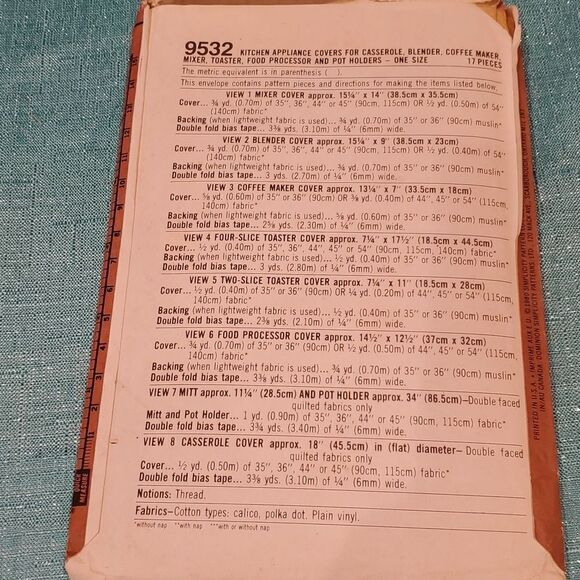 9532 KITCHEN APPLIANCE COVERS FOR CASSEROLE, BLENDER, COFFEE MAKER,
MIXER, TOASTER, FOOD PROCESSOR AND POT HOLDERS – ONE SIZE 17 PIECES
The metric equivalent is in parenthesis ( ).
This envelope contains pattern pieces and directions for making the items listed below.
VIEW 1 MIXER COVER approx. 15¼" x 14" (38.5cm x 35.5cm)
Cover... ¾ yd. (0.70m) of 35", 36", 44" or 45" (90cm, 115cm) OR ½ yd. (0.50m) of 54"
(140cm) fabric*
Backing (when lightweight fabric is used)... ¾ yd. (0.70m) of 35" or 36" (90cm) muslin*
Double fold bias tape... 3⅜ yds. (3.10m) of ¼" (6mm) wide.
VIEW 2 BLENDER COVER approx. 15¼" x 9" (38.5cm x 23cm)
Cover... ¾ yd. (0.70m) of 35", 36", 44" or 45" (90cm, 115cm) OR ½ yd. (0.40m) of 54"
(140cm) fabric*
Backing (when lightweight fabric is used)... ¾ yd. (0.70m) of 35" or 36" (90cm) muslin*
Double fold bias tape... 3 yds. (2.70m) of ¼" (6mm) wide.
VIEW 3 COFFEE MAKER COVER approx. 13¼" x 7" (33.5cm x 18cm)
Cover... ⅝ yd. (0.60m) of 35" or 36" (90cm) OR ⅜ yd. (0.40m) of 44", 45" or 54" (115cm,
140cm) fabric*
Backing (when lightweight fabric is used)... ⅝ yd. (0.60m) of 35" or 36" (90cm) muslin*
Double fold bias tape... 2⅝ yds. (2.30m) of ¼" (6mm) wide.
VIEW 4 FOUR-SLICE TOASTER COVER approx. 7¼" x 17½" (18.5cm x 44.5cm)
Cover... ½ yd. (0.40m) of 35", 36", 44", 45" or 54" (90cm, 115cm, 140cm) fabric*
Backing (when lightweight fabric is used)... ½ yd. (0.40m) of 35" or 36" (90cm) muslin*
Double fold bias tape... 3 yds. (2.80m) of ¼" (6mm) wide.
VIEW 5 TWO-SLICE TOASTER COVER approx. 7¼" x 11" (18.5cm x 28cm)
Cover... ½ yd. (0.40m) of 35" or 36" (90cm) OR ¼ yd. (0.20m) of 44", 45" or 54" (115cm,
140cm) fabric*
Backing (when lightweight fabric is used)... ½ yd. (0.40m) of 35" or 36" (90cm) muslin*
Double fold bias tape... 2⅜ yds. (2.10m) of ¼" (6mm) wide.
VIEW 6 FOOD PROCESSOR COVER approx. 14½" x 12½" (37cm x 32cm)
Cover... ¾ yd. (0.70m) of 35" or 36" (90cm) OR ½ yd. (0.50m) of 44", 45" or 54" (115cm,
140cm) fabric*
Backing (when lightweight fabric is used)... ¾ yd. (0.70m) of 35" or 36" (90cm) muslin*
Double fold bias tape... 3⅜ yds. (3.10m) of ¼" (6mm) wide.
VIEW 7 MITT approx. 11¼" (28.5cm) AND POT HOLDER approx. 34" (86.5cm)–Double faced
quilted fabrics only
Mitt and Pot Holder... 1 yd. (0.90m) of 35", 36", 44" or 45" (90cm, 115cm) fabric*
Double fold bias tape... 3¾ yds. (3.40m) of ¼" (6mm) wide.
VIEW 8 CASSEROLE COVER approx. 18" (45.5cm) in (flat) diameter– Double faced
quilted fabrics only
Cover... ½ yd. (0.50m) of 35", 36", 44" or 45" (90cm, 115cm) fabric*
Double fold bias tape... 3⅜ yds. (3.10m) of ¼" (6mm) wide.
Notions: Thread.
Fabrics–Cotton types: calico, polka dot. Plain vinyl.
*without nap **with nap ***with or without nap